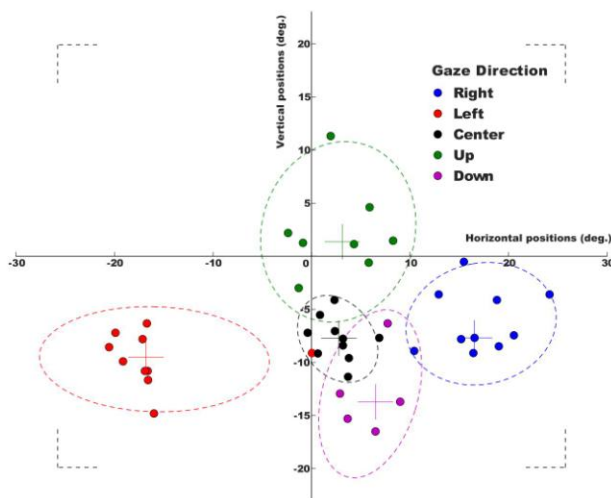 Vertical positions (deg.)
20
15
10
5
Gaze Direction
Right
Left
Center
Up
Down
Horizontal positions (deg.)
-30
-20
-10
0
10
20
30
-5
-10
-15
-20